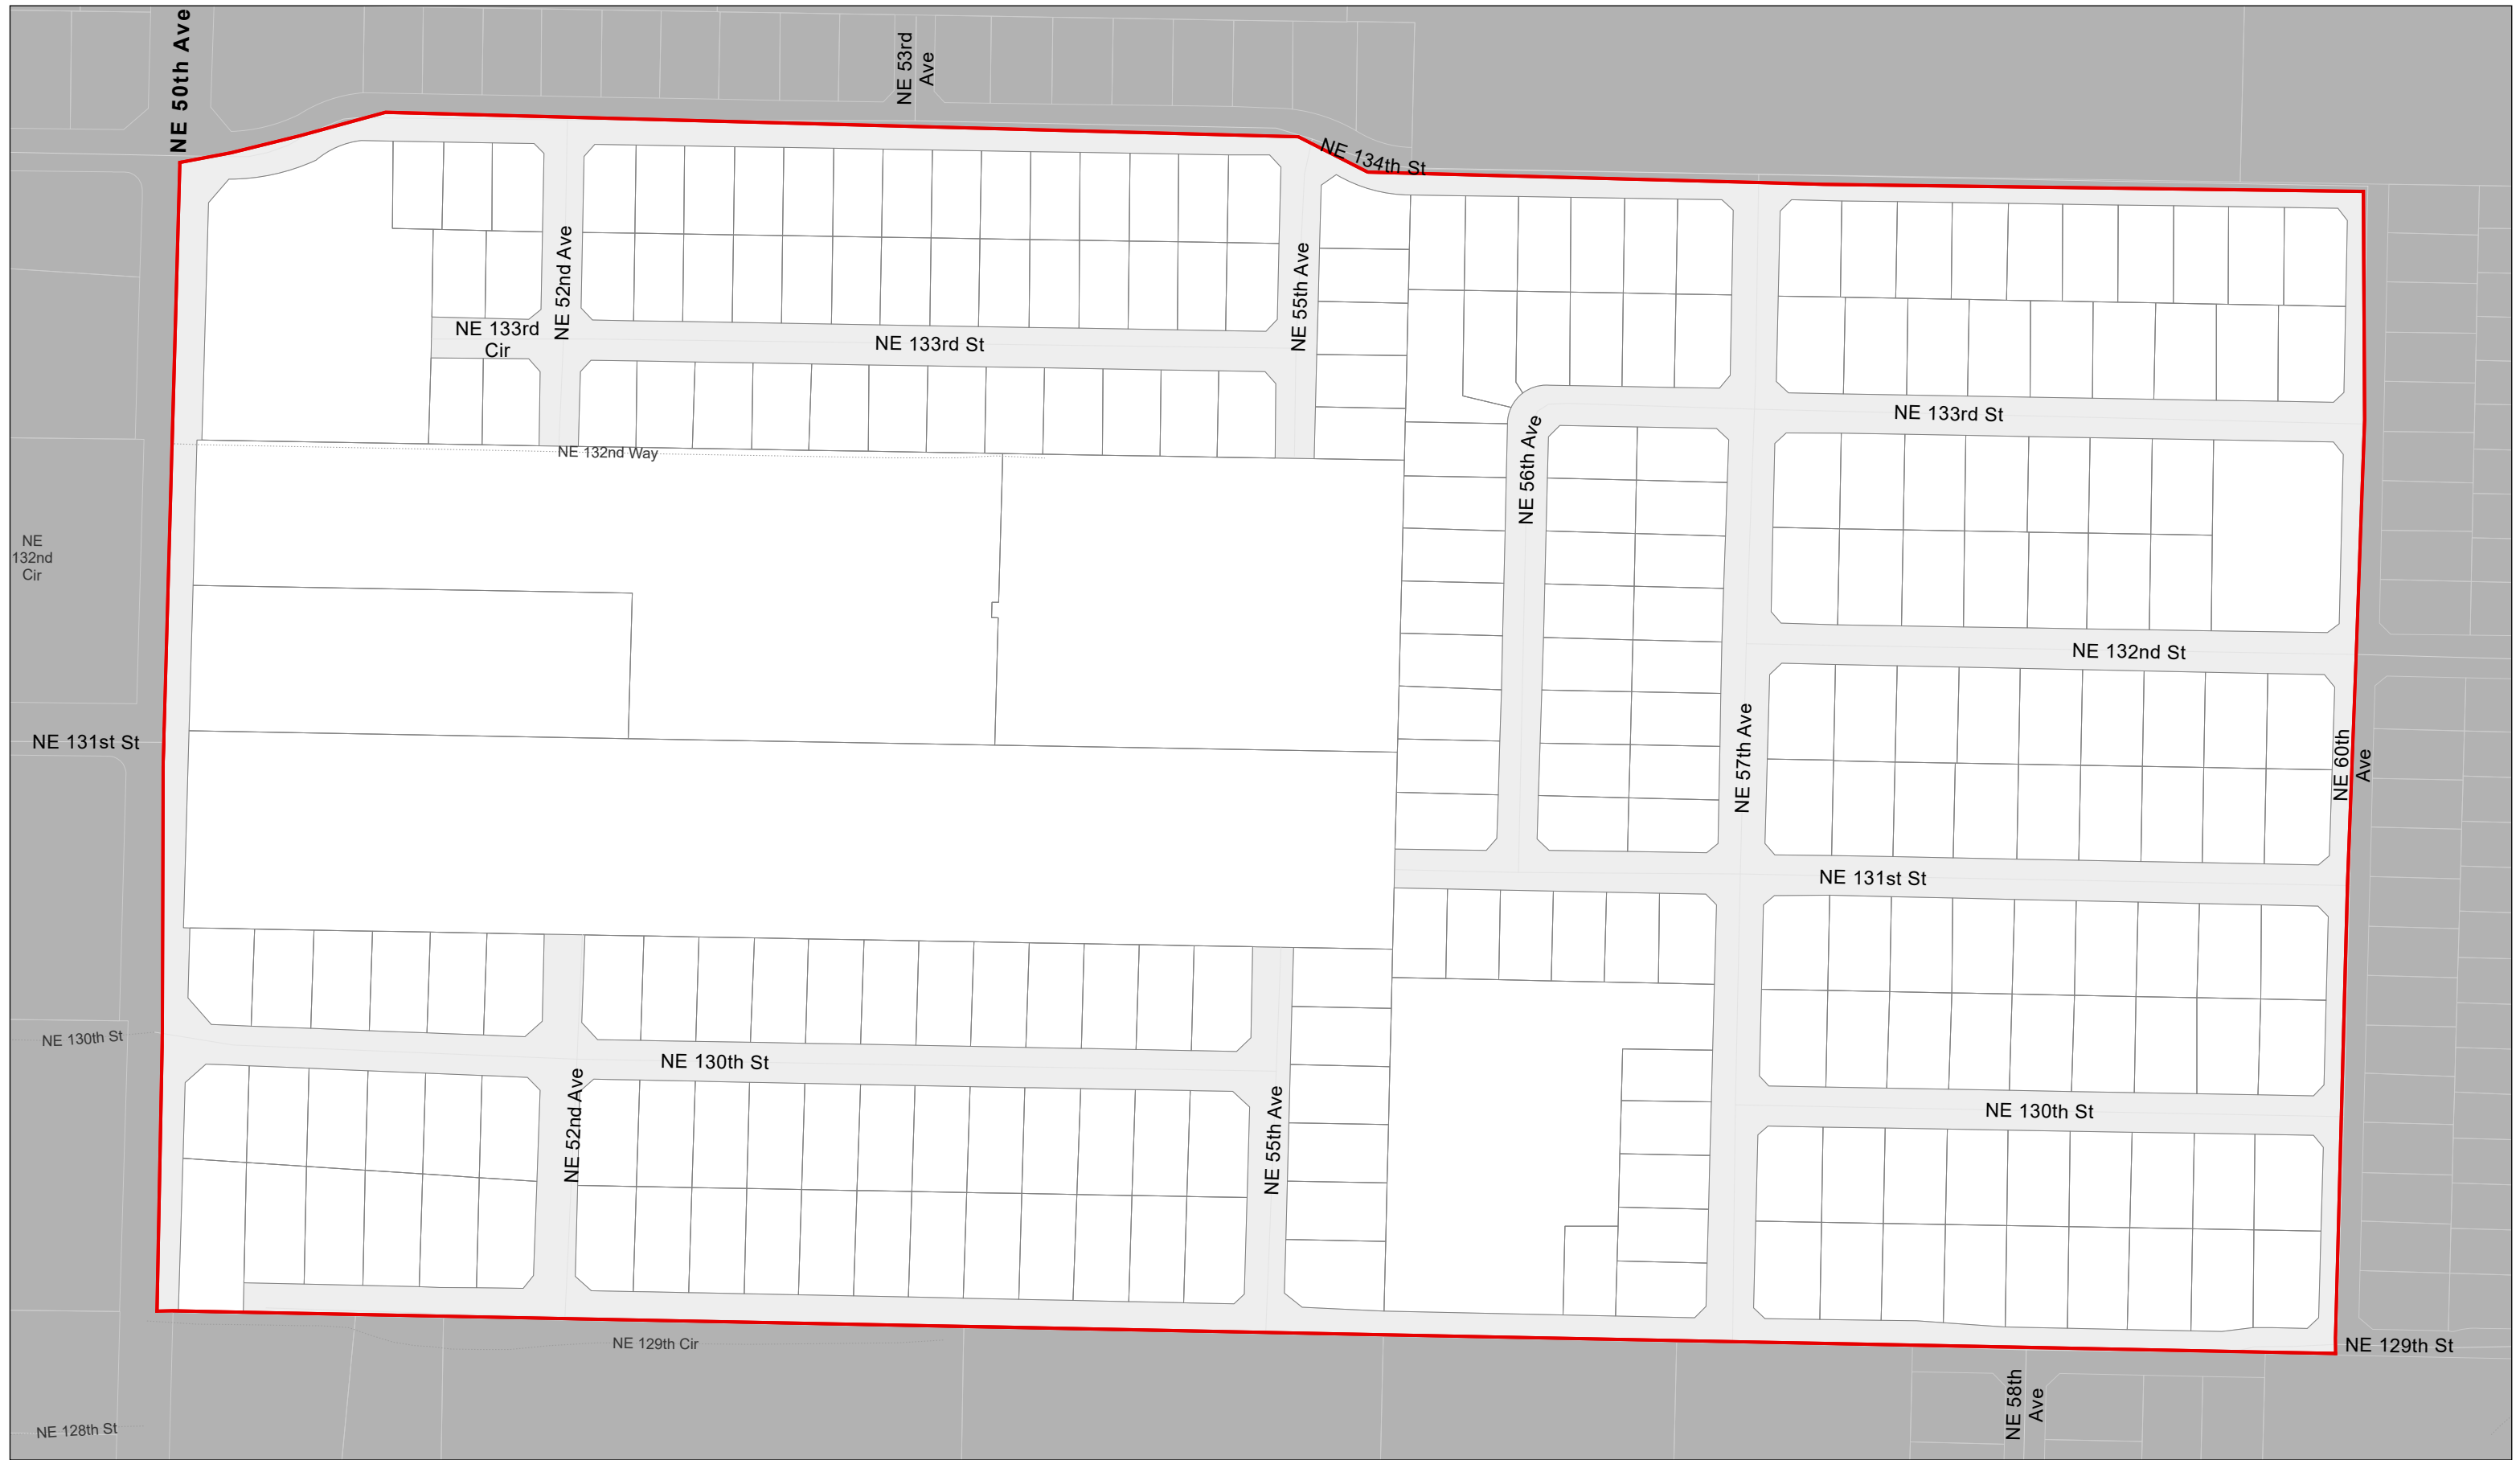 NE 50th Ave
NE 53rd
Ave
NE 134th St
NE 52nd Ave
NE 55th Ave
NE 133rd
Cir
NE 133rd St
NE 133rd St
NE 132nd Way
NE 56th Ave
NE
132nd
Cir
NE 132nd St
NE 131st St
NE 57th Ave
NE 60th
Ave
NE 131st St
NE 130th St
NE 130th St
NE 52nd Ave
NE 55th Ave
NE 130th St
NE 129th Cir
NE 129th St
NE 58th
Ave
NE 128th St